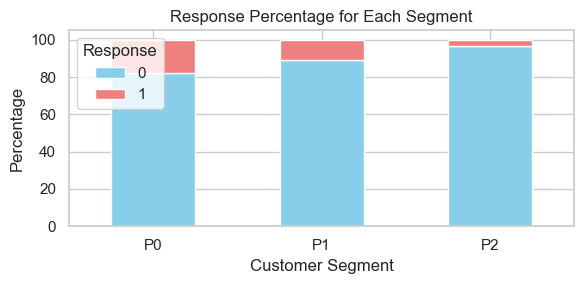 Response Percentage for Each Segment
Response
0
1
100
80
60
40
20
0
Percentage
P0 P1 P2
Customer Segment